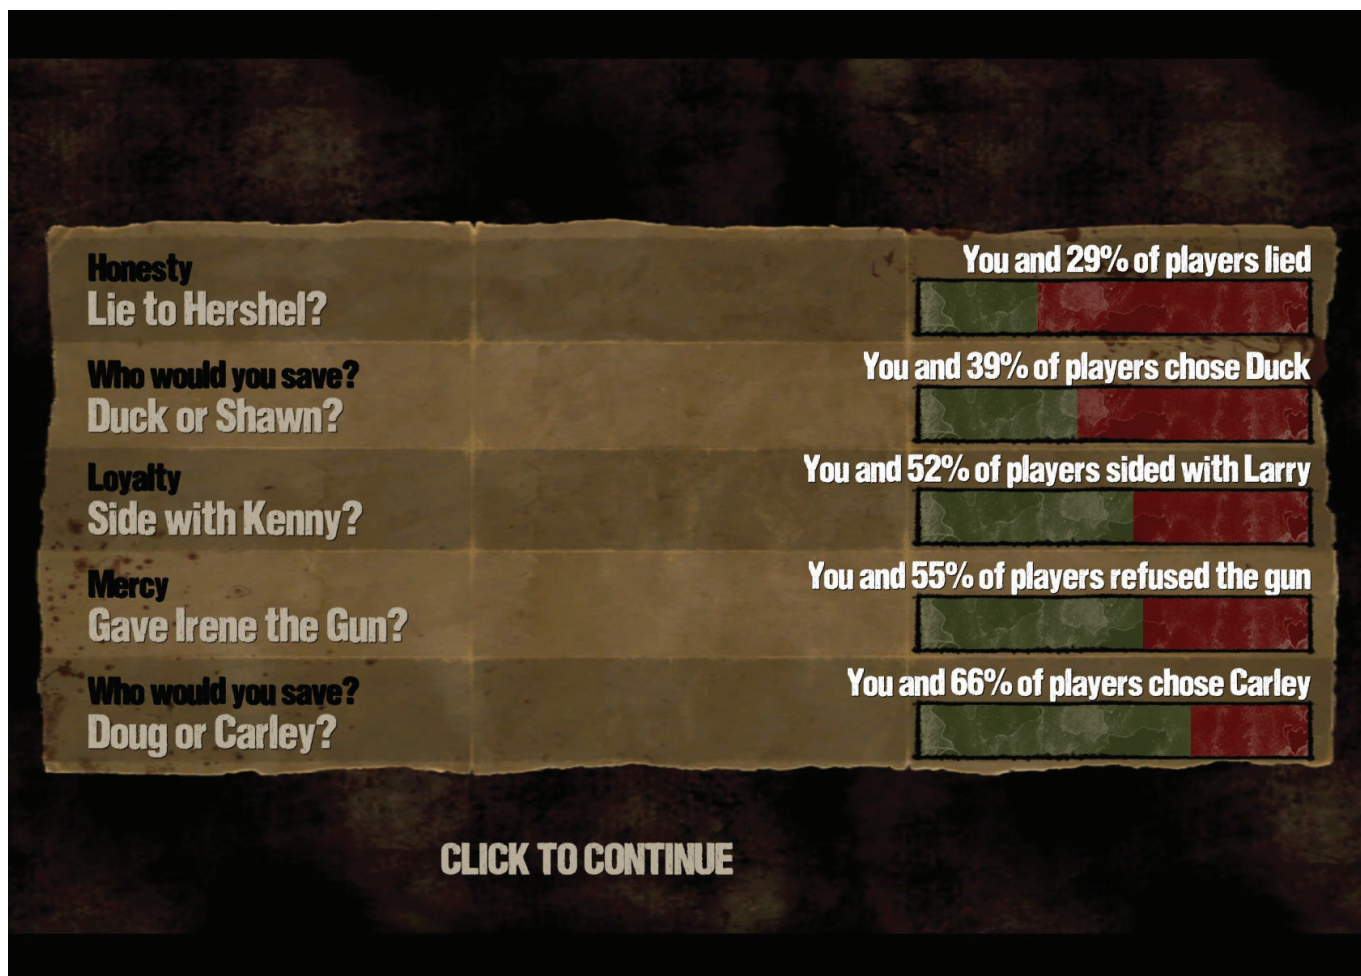 Honesty
Lie to Hershel?
You and 29% of players lied
Who would you save?
Duck or Shawn?
You and 39% of players chose Duck
Loyalty
Side with Kenny?
You and 52% of players sided with Larry
Mercy
Gave Irene the Gun?
You and 55% of players refused the gun
Who would you save?
Doug or Carley?
You and 66% of players chose Carley
CLICK TO CONTINUE